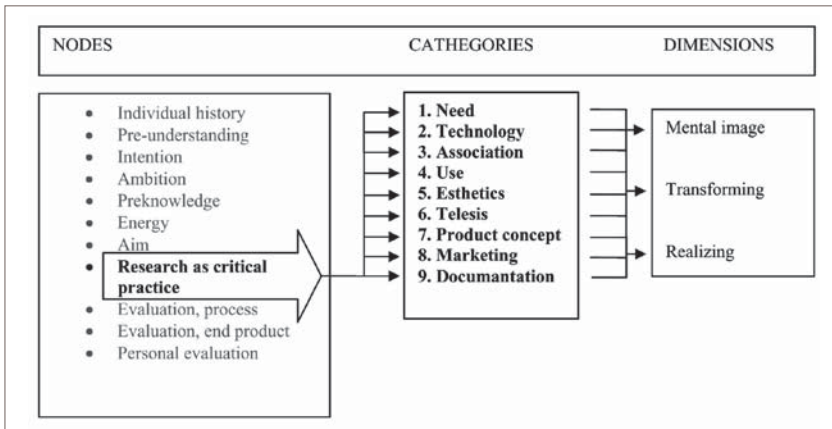 NODES CATHEGORIES DIMENSIONS
• Individual history
• Pre-understanding
• Intention
• Ambition
• Preknowledge
• Energy
• Aim
• Research as critical
practice
• Evaluation, process
• Evaluation, end product
• Personal evaluation
1. Need
2. Technology
3. Association
4. Use
5. Esthetics
6. Telesis
7. Product concept
8. Marketing
9. Documantation
Mental image
Transforming
Realizing